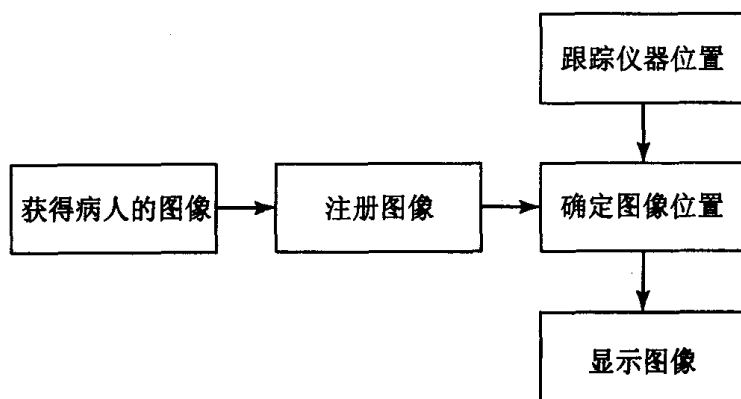 跟踪仪器位置
获得病人的图像
注册图像
确定图像位置
显示图像